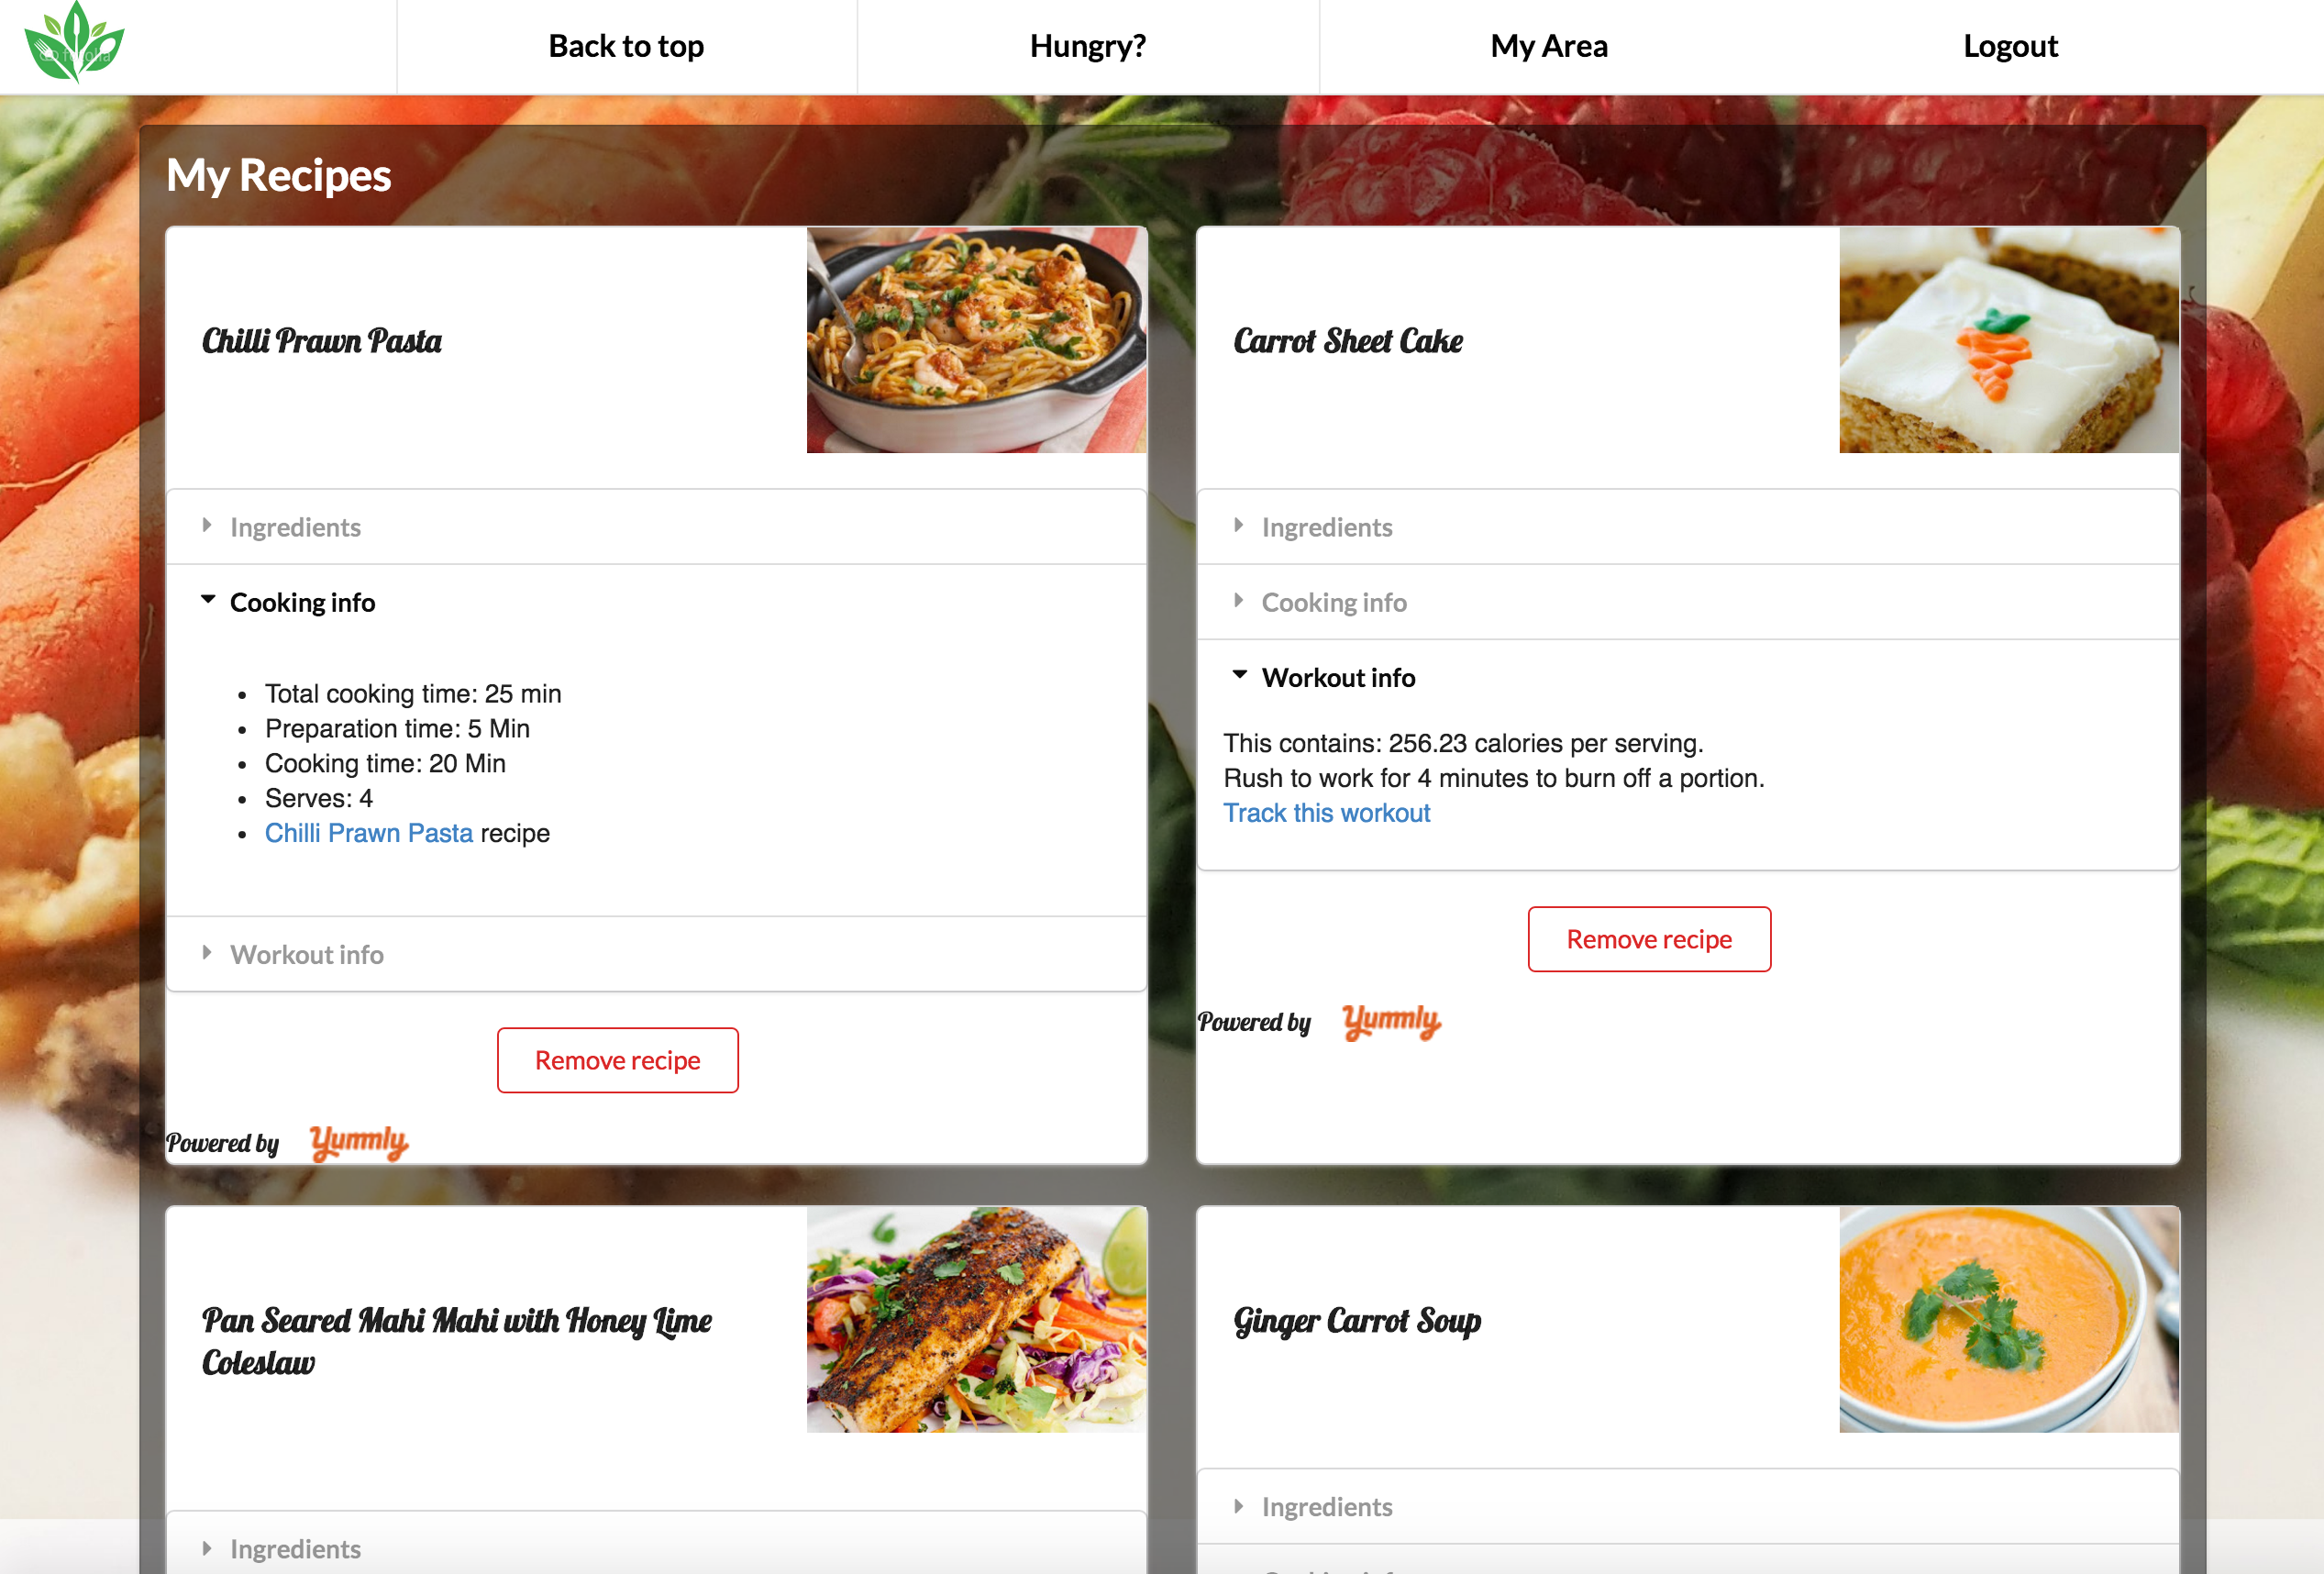 Back to top
Hungry?
My Area
Logout
My Recipes
Chilli Prawn Pasta
Ingredients
Cooking info
• Total cooking time: 25 min
• Preparation time: 5 Min
• Cooking time: 20 Min
• Serves: 4
• Chilli Prawn Pasta recipe
Workout info
Remove recipe
Powered by Yummly
Carrot Sheet Cake
Ingredients
Cooking info
Workout info
This contains: 256.23 calories per serving.
Rush to work for 4 minutes to burn off a portion.
Track this workout
Remove recipe
Powered by Yummly
Pan Seared Mahi Mahi with Honey Lime
Coleslaw
Ingredients
Ginger Carrot Soup
Ingredients